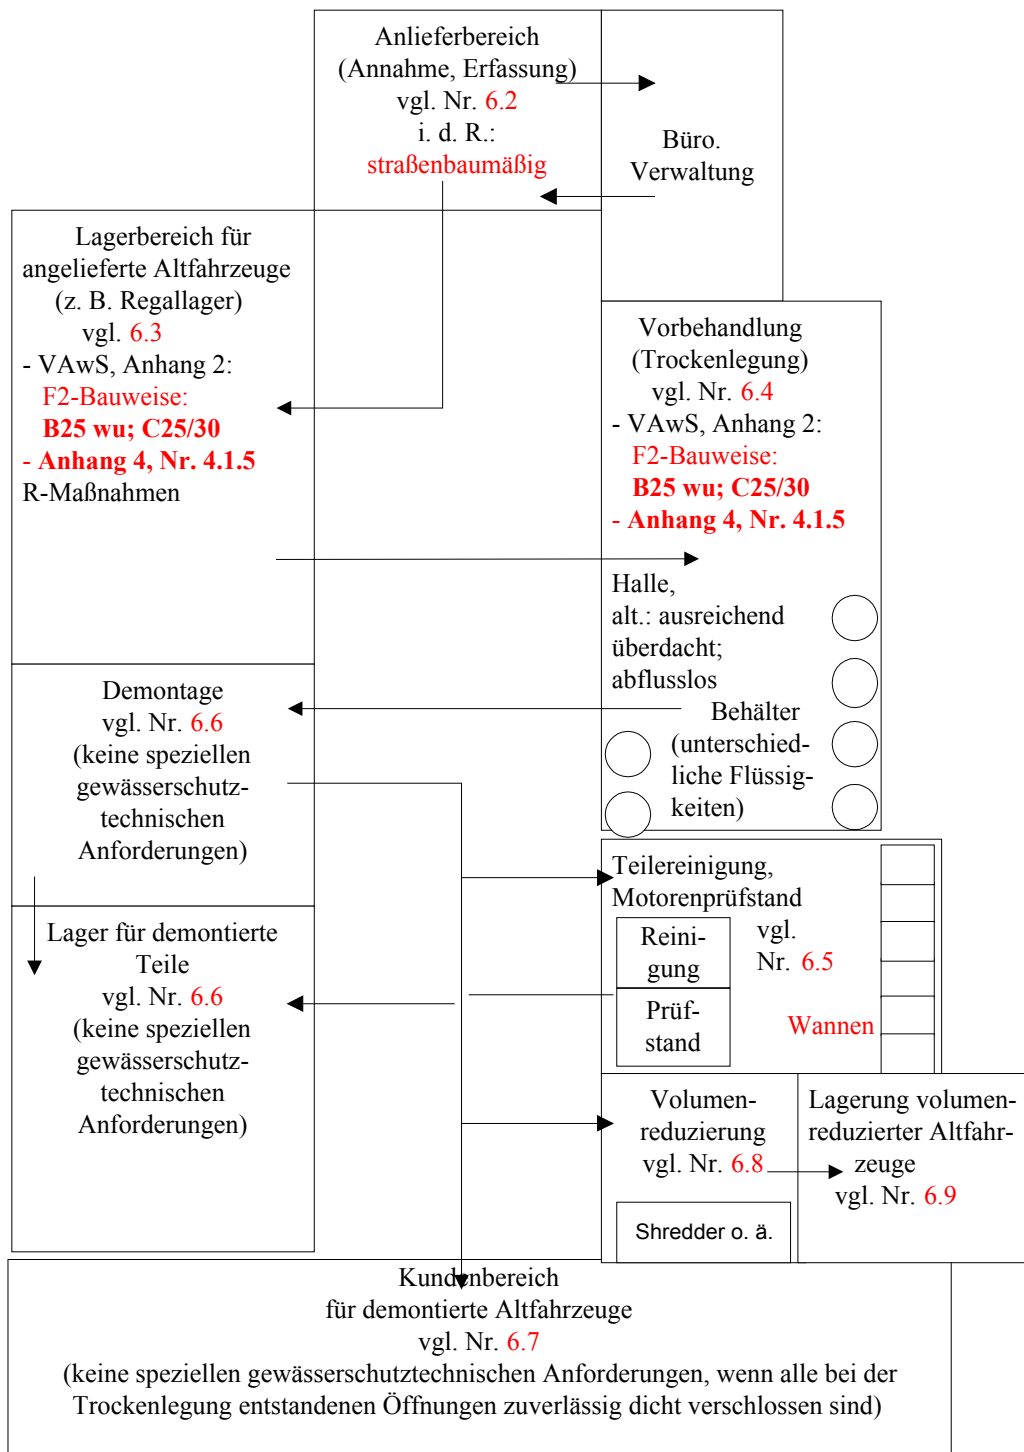 Anlieferbereich
(Annahme, Erfassung)
vgl. Nr. 6.2
i. d. R.:
straßenbaumäßig
Büro.
Verwaltung
Lagerbereich für
angelieferte Altfahrzeuge
(z. B. Regallager)
vgl. 6.3
- VAwS, Anhang 2:
F2-Bauweise:
B25 wu; C25/30
- Anhang 4, Nr. 4.1.5
R-Maßnahmen
Vorbehandlung
(Trockenlegung)
vgl. Nr. 6.4
- VAwS, Anhang 2:
F2-Bauweise:
B25 wu; C25/30
- Anhang 4, Nr. 4.1.5
Halle,
alt.: ausreichend
überdacht;
abflusslos
Behälter
(unterschied-
liche Flüssig-
keiten)
Demontage
vgl. Nr. 6.6
(keine speziellen
gewässerschutz-
technischen
Anforderungen)
Teilereinigung,
Motorenprüfstand
vgl.
Nr. 6.5
Reini-
gung
Prüf-
stand
Wannen
Lager für demontierte
Teile
vgl. Nr. 6.6
(keine speziellen
gewässerschutz-
technischen
Anforderungen)
Volumen-
reduzierung
vgl. Nr. 6.8
Shredder o. ä.
Lagerung volumen-
reduzierter Altfahr-
zeuge
vgl. Nr. 6.9
Kundenbereich
für demontierte Altfahrzeuge
vgl. Nr. 6.7
(keine speziellen gewässerschutztechnischen Anforderungen, wenn alle bei der
Trockenlegung entstandenen Öffnungen zuverlässig dicht verschlossen sind)